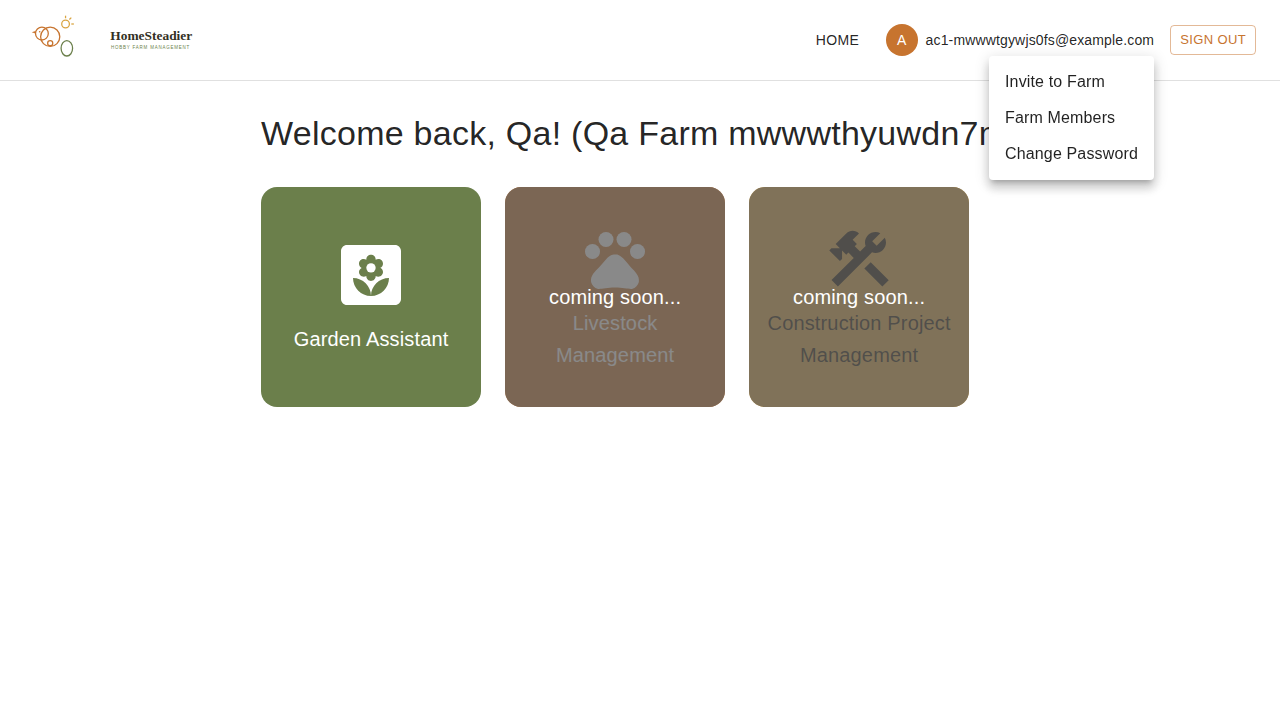 HomeSteadier
HOBBY FARM MANAGEMENT
HOME
A
ac1-mwwwtgywjs0fs@example.com
SIGN OUT
Invite to Farm
Farm Members
Change Password
Welcome back, Qa! (Qa Farm
Garden Assistant
coming soon...
Livestock
Management
coming soon...
Construction Project
Management